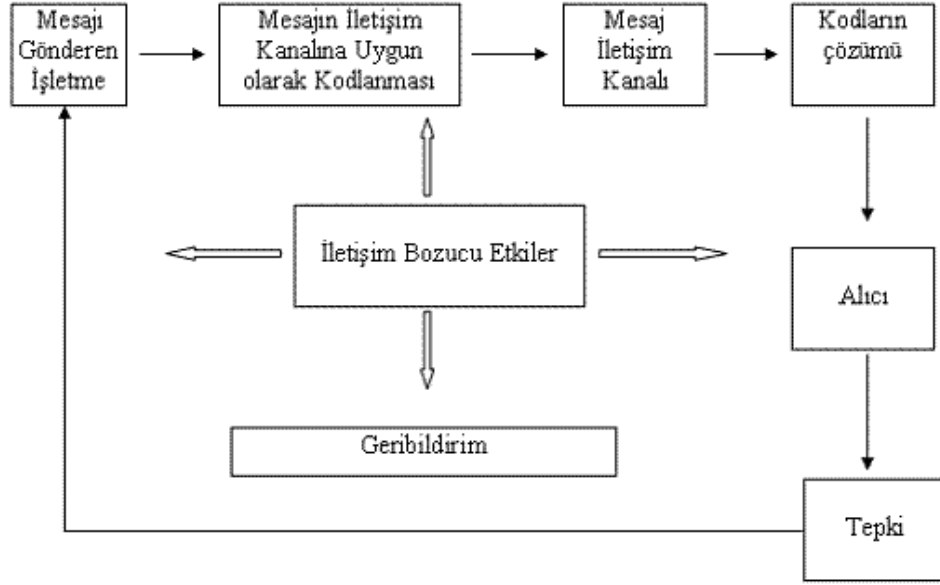 Mesajı
Gönderen
İşletme
Mesajın İletişim
Kanalına Uygun
olarak Kodlanması
Mesaj
İletişim
Kanalı
Kodların
çözümü
İletişim Bozucu Etkiler
Alıcı
Geribildirim
Tepki